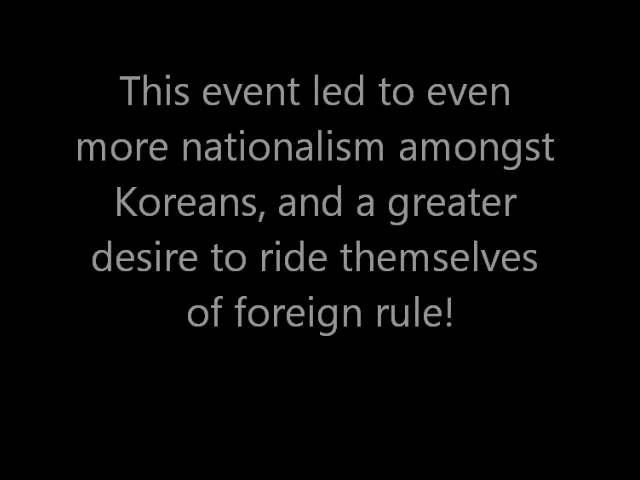 This event led to even
more nationalism amongst
Koreans, and a greater
desire to ride themselves
of foreign rule!